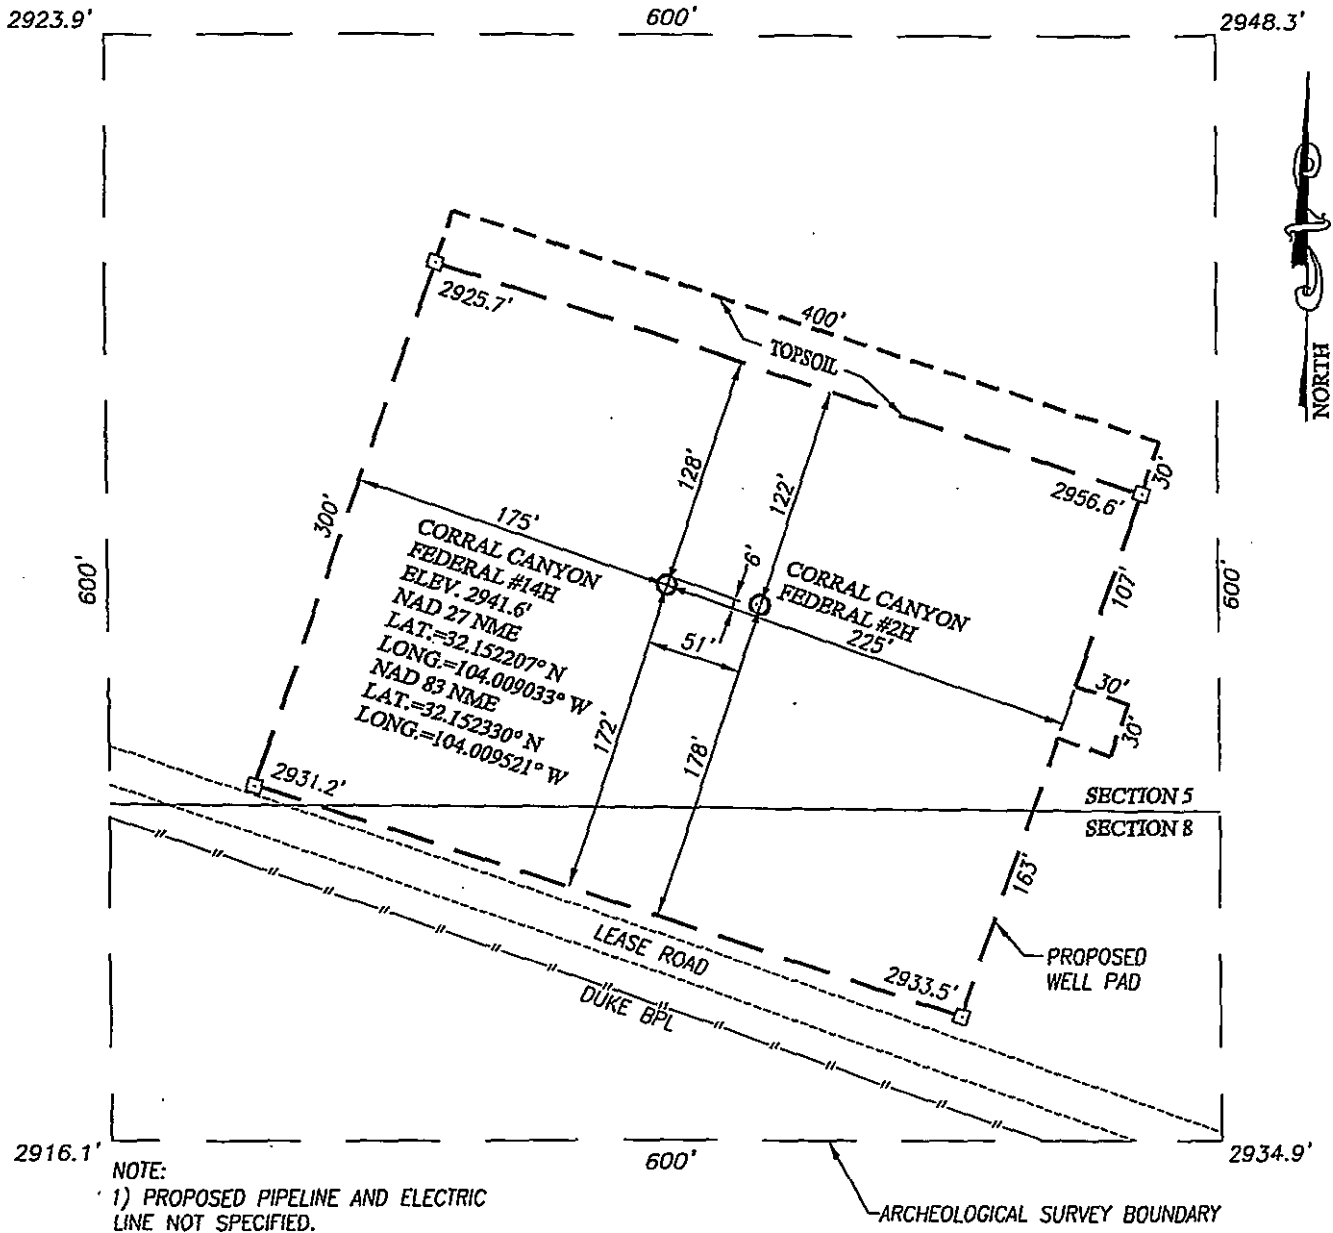 2923.9'
600'
2948.3'
NORTH
2925.7'
400'
TOPSOIL
30'
2956.6'
128'
122'
300'
175'
6'
107'
600'
600'
CORRAL CANYON
FEDERAL #14H
ELEV. 2941.6'
NAD 27 NME
LAT.=32.152207° N
LONG.=104.009033° W
NAD 83 NME
LAT.=32.152330° N
LONG.=104.009521° W
CORRAL CANYON
FEDERAL #2H
225'
51'
30'
30'
172'
178'
2931.2'
SECTION 5
SECTION 8
163'
LEASE ROAD
PROPOSED
WELL PAD
2933.5'
DUKE BPL
2916.1'
600'
2934.9'
NOTE:
1) PROPOSED PIPELINE AND ELECTRIC
LINE NOT SPECIFIED.
ARCHEOLOGICAL SURVEY BOUNDARY